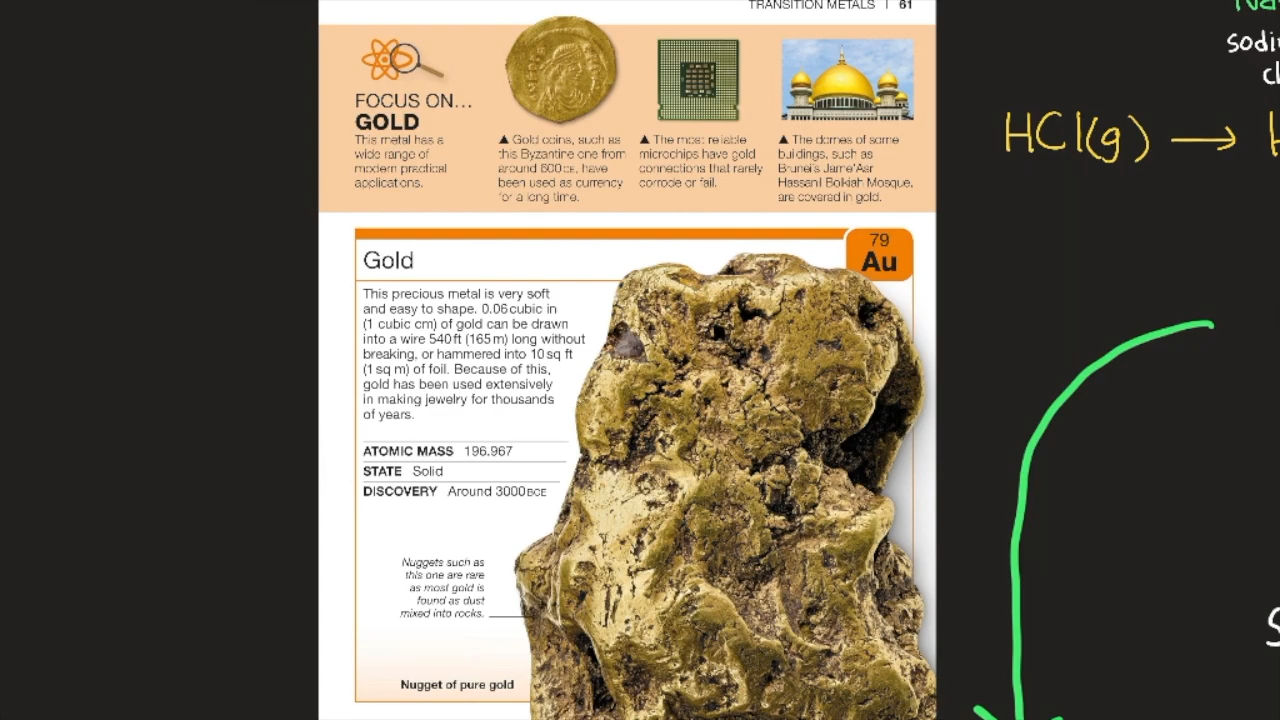 TRANSITION METALS | 61
FOCUS ON...
GOLD
This metal has a
wide range of
modern practical
applications.
▲ Gold coins, such as
this Byzantine one from
around 600 CE, have
been used as currency
for a long time.
▲ The most reliable
microchips have gold
connections that rarely
corrode or fail.
▲ The domes of some
buildings, such as
Brunei's Jame'Asr
Hassanil Bolkiah Mosque,
are covered in gold.
79
Au
Gold
This precious metal is very soft
and easy to shape. 0.06 cubic in
(1 cubic cm) of gold can be drawn
into a wire 540 ft (165 m) long without
breaking, or hammered into 10 sq ft
(1 sq m) of foil. Because of this,
gold has been used extensively
in making jewelry for thousands
of years.
ATOMIC MASS 196.967
STATE Solid
DISCOVERY Around 3000 BCE
Nuggets such as
this one are rare
as most gold is
found as dust
mixed into rocks.
Nugget of pure gold
HCl(g) →